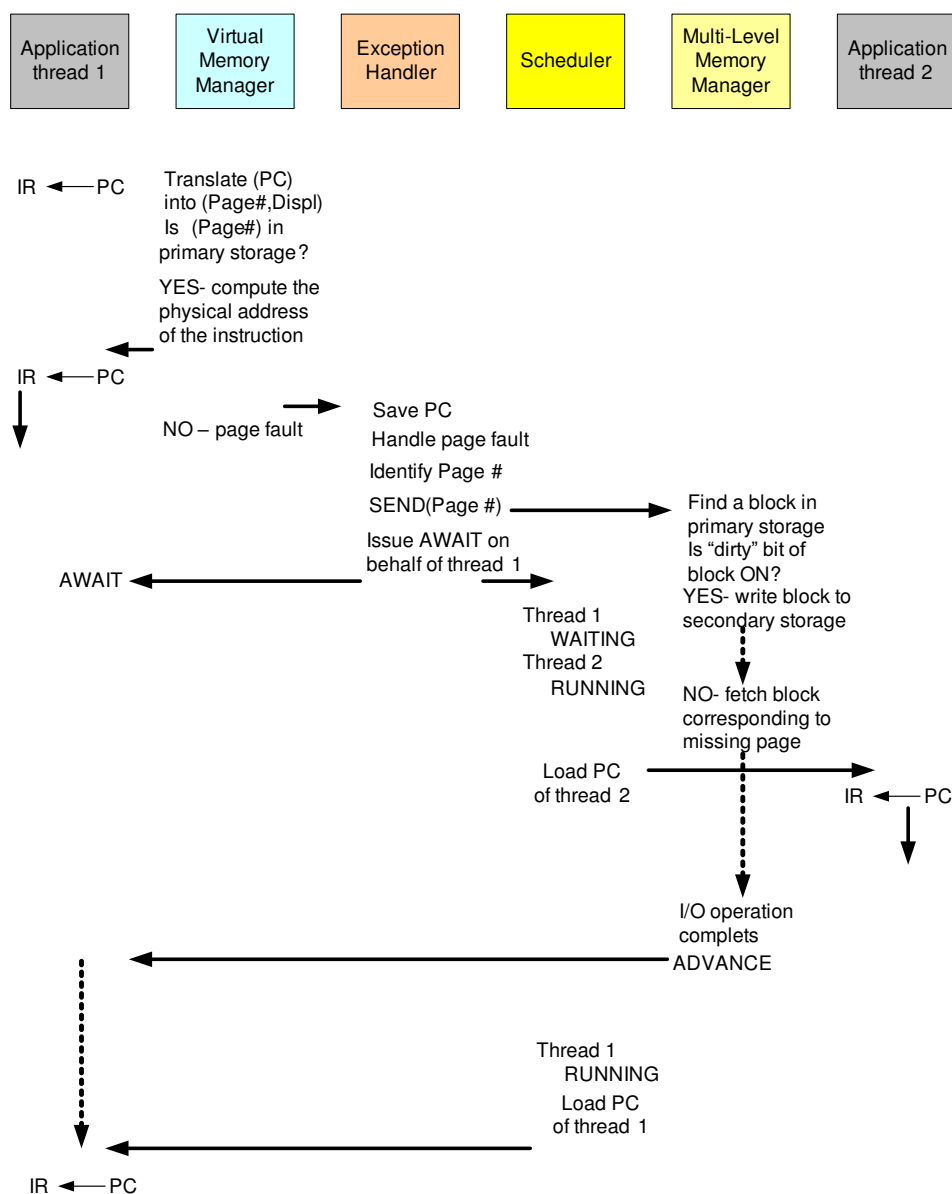 Application
thread 1
Virtual
Memory
Manager
Exception
Handler
Scheduler
Multi-Level
Memory
Manager
Application
thread 2
IR
PC
Translate (PC)
into (Page#,Displ)
Is (Page#) in
primary storage?
YES- compute the
physical address
of the instruction
IR
PC
NO – page fault
Save PC
Handle page fault
Identify Page #
SEND(Page #)
Issue AWAIT on
behalf of thread 1
AWAIT
Find a block in
primary storage
Is “dirty” bit of
block ON?
YES- write block to
secondary storage
Thread 1
WAITING
Thread 2
RUNNING
NO- fetch block
corresponding to
missing page
Load PC
of thread 2
IR
PC
I/O operation
complets
ADVANCE
Thread 1
RUNNING
Load PC
of thread 1
IR
PC